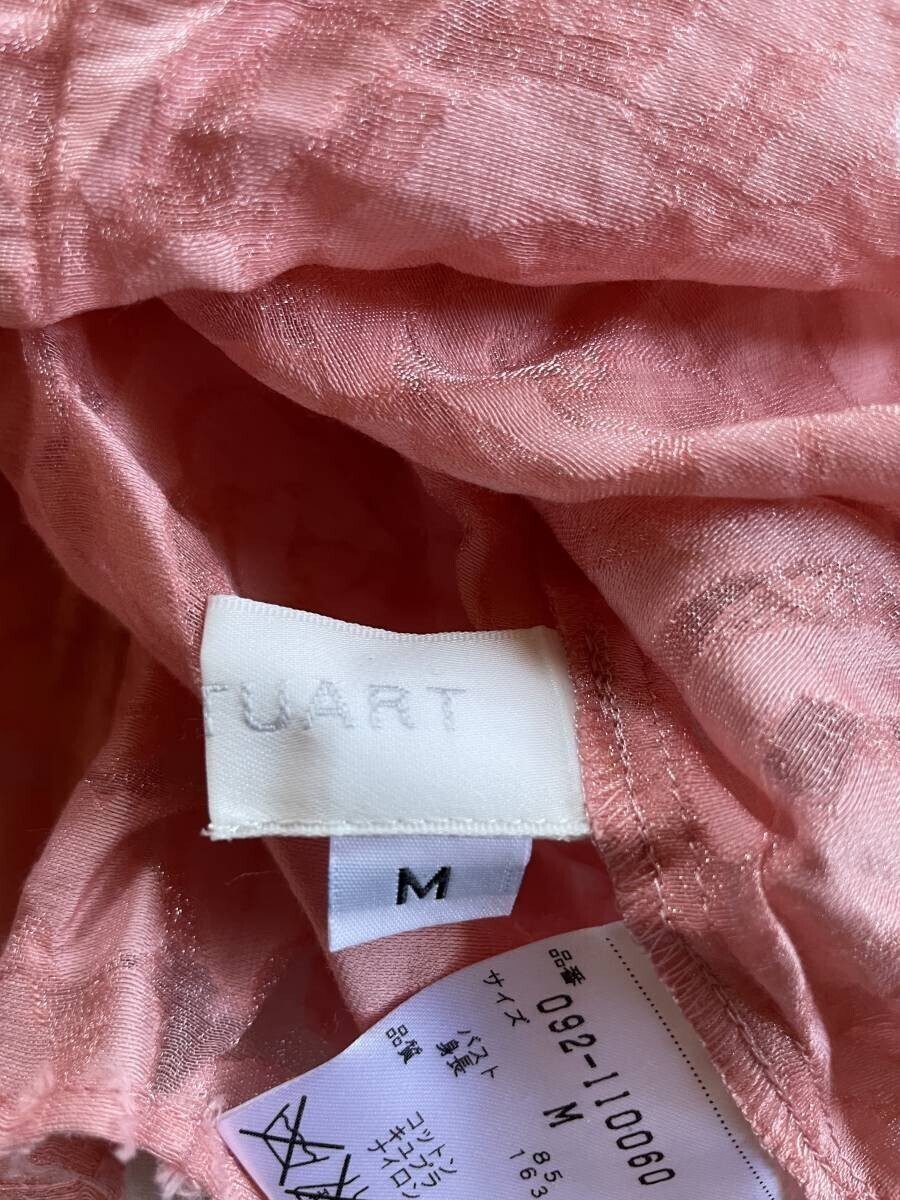 TUART
M
品番 092-110060
サイズ M
バスト 85
身長 163
品質 コットン
キュプラ
ナイロン